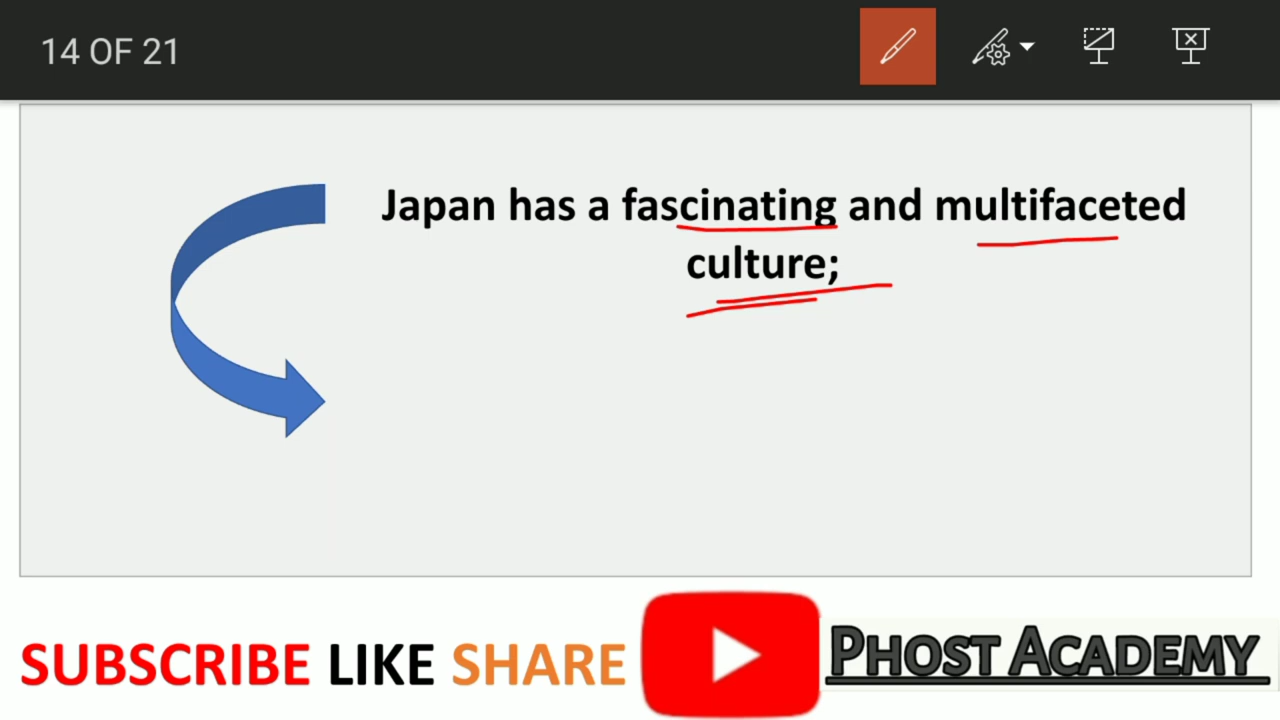 14 OF 21
Japan has a fascinating and multifaceted
culture;
SUBSCRIBE LIKE SHARE
PHOST ACADEMY